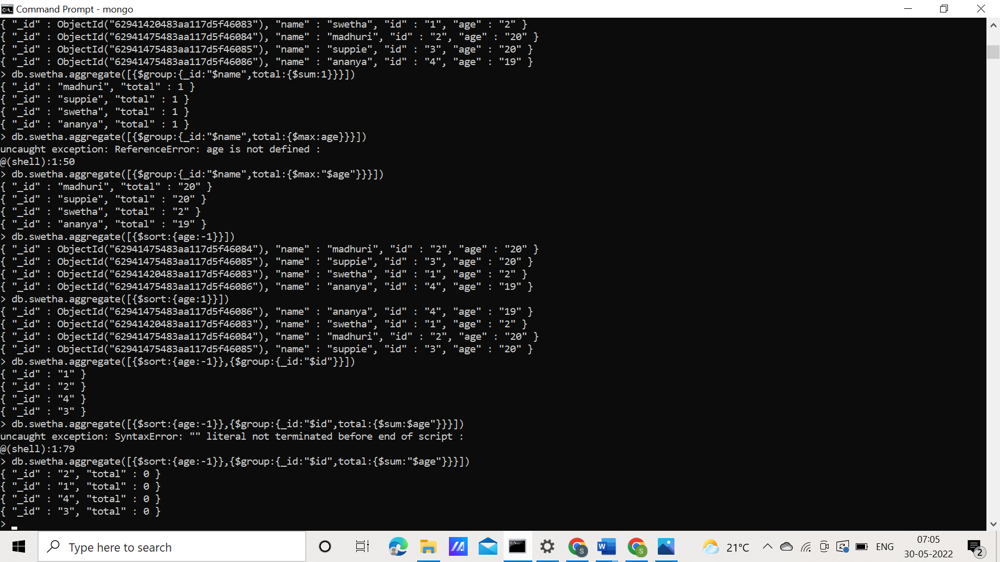 Command Prompt - mongo
{ "_id" : ObjectId("62941420483aa117d5f46083"), "name" : "swetha", "id" : "1", "age" : "2" }
{ "_id" : ObjectId("62941475483aa117d5f46084"), "name" : "madhuri", "id" : "2", "age" : "20" }
{ "_id" : ObjectId("62941475483aa117d5f46085"), "name" : "suppie", "id" : "3", "age" : "20" }
{ "_id" : ObjectId("62941475483aa117d5f46086"), "name" : "ananya", "id" : "4", "age" : "19" }
> db.swetha.aggregate([{$group:{_id:"$name",total:{$sum:1}}}])
{ "_id" : "madhuri", "total" : 1 }
{ "_id" : "suppie", "total" : 1 }
{ "_id" : "swetha", "total" : 1 }
{ "_id" : "ananya", "total" : 1 }
> db.swetha.aggregate([{$group:{_id:"$name",total:{$max:age}}}])
uncaught exception: ReferenceError: age is not defined :
@(shell):1:50
> db.swetha.aggregate([{$group:{_id:"$name",total:{$max:"$age"}}}])
{ "_id" : "madhuri", "total" : "20" }
{ "_id" : "suppie", "total" : "20" }
{ "_id" : "swetha", "total" : "2" }
{ "_id" : "ananya", "total" : "19" }
> db.swetha.aggregate([{$sort:{age:-1}}])
{ "_id" : ObjectId("62941475483aa117d5f46084"), "name" : "madhuri", "id" : "2", "age" : "20" }
{ "_id" : ObjectId("62941475483aa117d5f46085"), "name" : "suppie", "id" : "3", "age" : "20" }
{ "_id" : ObjectId("62941420483aa117d5f46083"), "name" : "swetha", "id" : "1", "age" : "2" }
{ "_id" : ObjectId("62941475483aa117d5f46086"), "name" : "ananya", "id" : "4", "age" : "19" }
> db.swetha.aggregate([{$sort:{age:1}}])
{ "_id" : ObjectId("62941475483aa117d5f46086"), "name" : "ananya", "id" : "4", "age" : "19" }
{ "_id" : ObjectId("62941420483aa117d5f46083"), "name" : "swetha", "id" : "1", "age" : "2" }
{ "_id" : ObjectId("62941475483aa117d5f46084"), "name" : "madhuri", "id" : "2", "age" : "20" }
{ "_id" : ObjectId("62941475483aa117d5f46085"), "name" : "suppie", "id" : "3", "age" : "20" }
> db.swetha.aggregate([{$sort:{age:-1}},{$group:{_id:"$id"}}])
{ "_id" : "1" }
{ "_id" : "2" }
{ "_id" : "4" }
{ "_id" : "3" }
> db.swetha.aggregate([{$sort:{age:-1}},{$group:{_id:"$id",total:{$sum:$age"}}}])
uncaught exception: SyntaxError: "" literal not terminated before end of script :
@(shell):1:79
> db.swetha.aggregate([{$sort:{age:-1}},{$group:{_id:"$id",total:{$sum:"$age"}}}])
{ "_id" : "2", "total" : 0 }
{ "_id" : "1", "total" : 0 }
{ "_id" : "4", "total" : 0 }
{ "_id" : "3", "total" : 0 }
>
Type here to search
21°C
ENG
07:05
30-05-2022
2